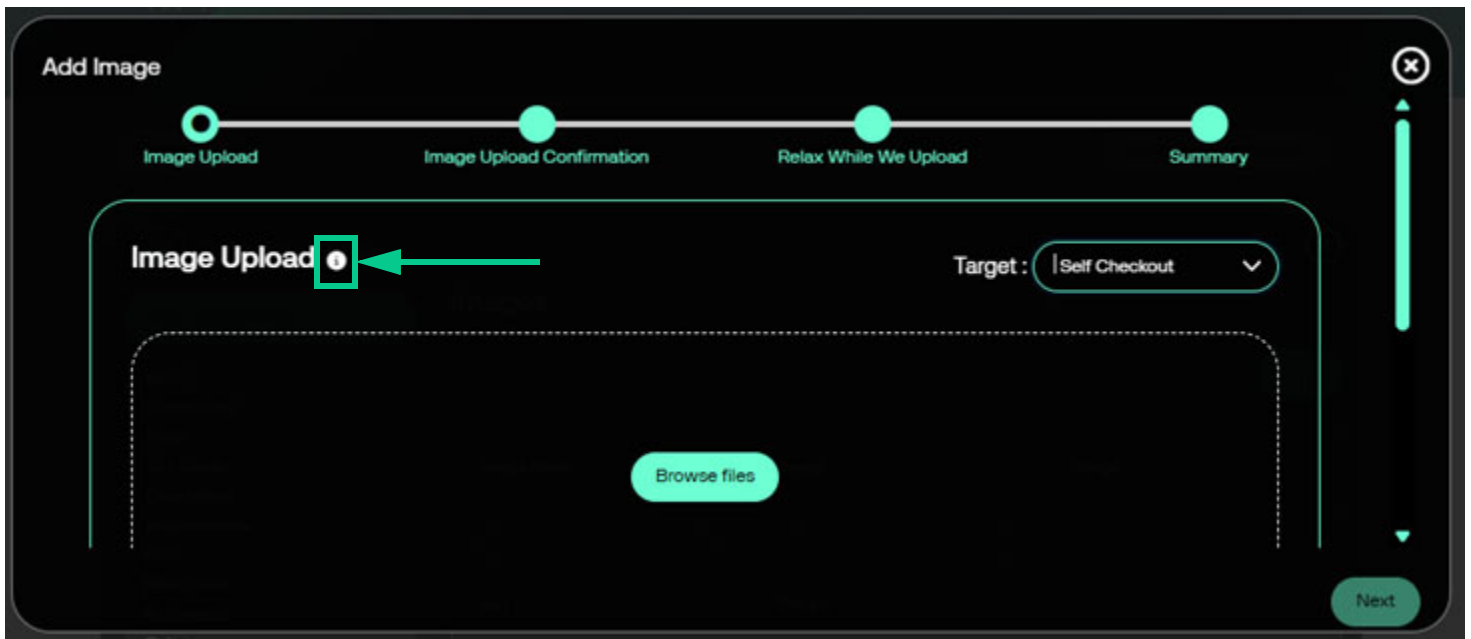 Add Image
Image Upload
Image Upload Confirmation
Relax While We Upload
Summary
Image Upload
Target :
Self Checkout
Browse files
Next